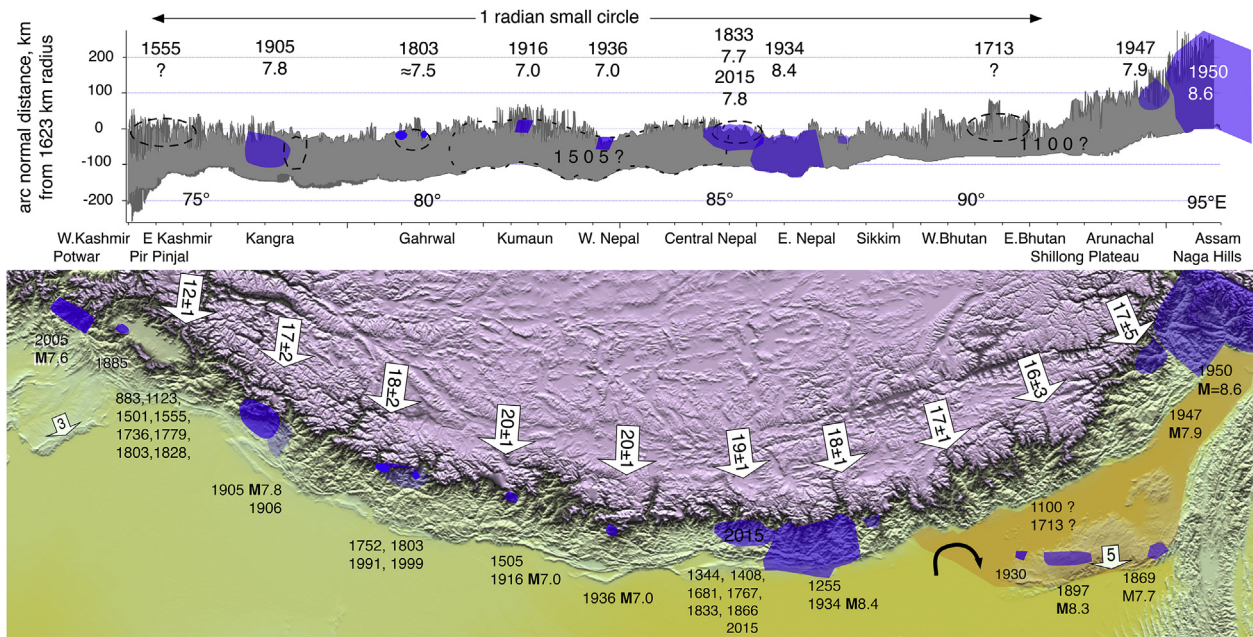 1 radian small circle
arc normal distance, km
from 1623 km radius
200
100
0
-100
-200
1555
?
1905
7.8
1803
≈7.5
1916
7.0
1936
7.0
1833
7.7
2015
7.8
1934
8.4
1713
?
1947
7.9
1950
8.6
1505?
1100?
75°
80°
85°
90°
95°E
W.Kashmir
Potwar
E Kashmir
Pir Pinjal
Kangra
Gahrwal
Kumaun
W. Nepal
Central Nepal
E. Nepal
Sikkim
W.Bhutan
E.Bhutan
Shillong Plateau
Arunachal
Assam
Naga Hills
12±1
17±2
18±2
20±1
20±1
19±1
18±1
17±1
16±3
17±5
2005
M7,6
1885
3
883,1123,
1501,1555,
1736,1779,
1803,1828,
1905 M7.8
1906
1752, 1803
1991, 1999
1505
1916 M7.0
1936 M7.0
2015
1344, 1408,
1681, 1767,
1833, 1866
2015
1255
1934 M8.4
1100 ?
1713 ?
1930
1897
M8.3
5
1869
M7.7
1947
M7.9
1950
M=8.6